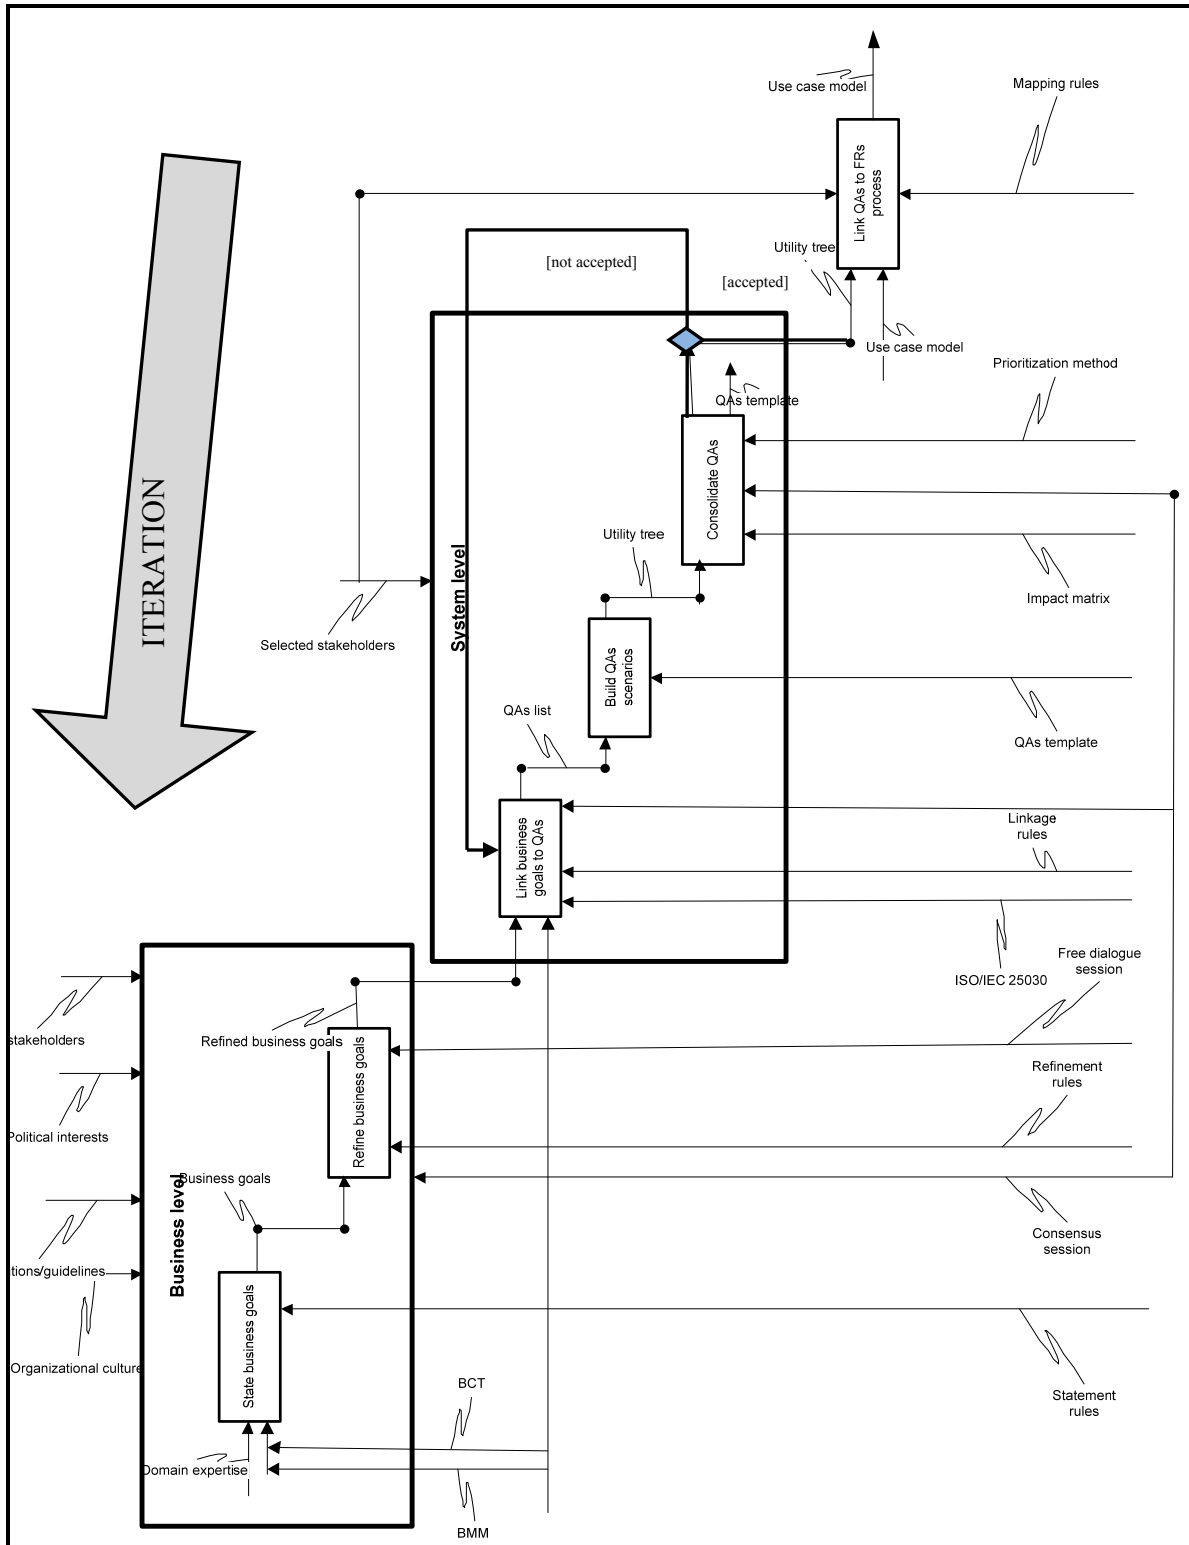 Use case model
Mapping rules
Link QAs to FRs
process
Utility tree
[not accepted]
[accepted]
Use case model
Prioritization method
QAs template
Consolidate QAs
ITERATION
System level
Utility tree
Impact matrix
Selected stakeholders
Build QAs
scenarios
QAs list
QAs template
Link business
goals to QAs
Linkage
rules
ISO/IEC 25030
Free dialogue
session
stakeholders
Refined business goals
Refine business goals
Refinement
rules
Political interests
Business goals
Business level
Consensus
session
tions/guidelines
State business goals
Organizational culture
BCT
Statement
rules
Domain expertise
BMM